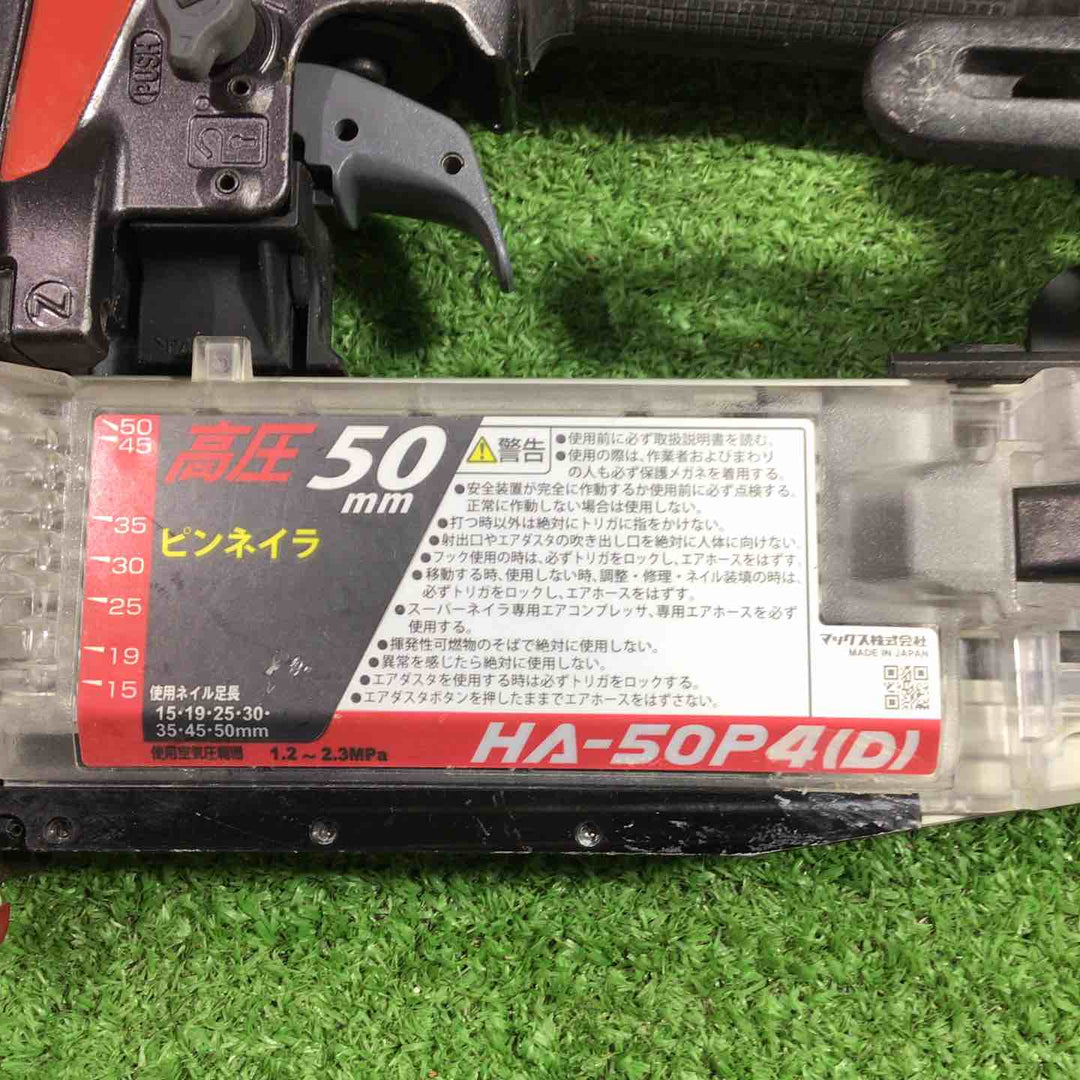 PUSH
Z
50
45
35
30
25
19
15
高圧 50
mm
ピンネイラ
使用ネイル足長
15・19・25・30・
35・45・50mm
使用空気圧範囲 1.2～2.3MPa
警告
●使用前に必ず取扱説明書を読む。
●使用の際は、作業者およびまわり
の人も必ず保護メガネを着用する。
●安全装置が完全に作動するか使用前に必ず点検する。
正常に作動しない場合は使用しない。
●打つ時以外は絶対にトリガに指をかけない。
●射出口やエアダスタの吹き出し口を絶対に人体に向けない。
●フック使用の時は、必ずトリガをロックし、エアホースをはずす。
●移動する時、使用しない時、調整・修理・ネイル装填の時は、
必ずトリガをロックし、エアホースをはずす。
●スーパーネイラ専用エアコンプレッサ、専用エアホースを必ず
使用する。
●揮発性可燃物のそばで絶対に使用しない。
●異常を感じたら絶対に使用しない。
●エアダスタを使用する時は必ずトリガをロックする。
●エアダスタボタンを押したままでエアホースをはずさない。
マックス株式会社
MADE IN JAPAN
HA-50P4(D)